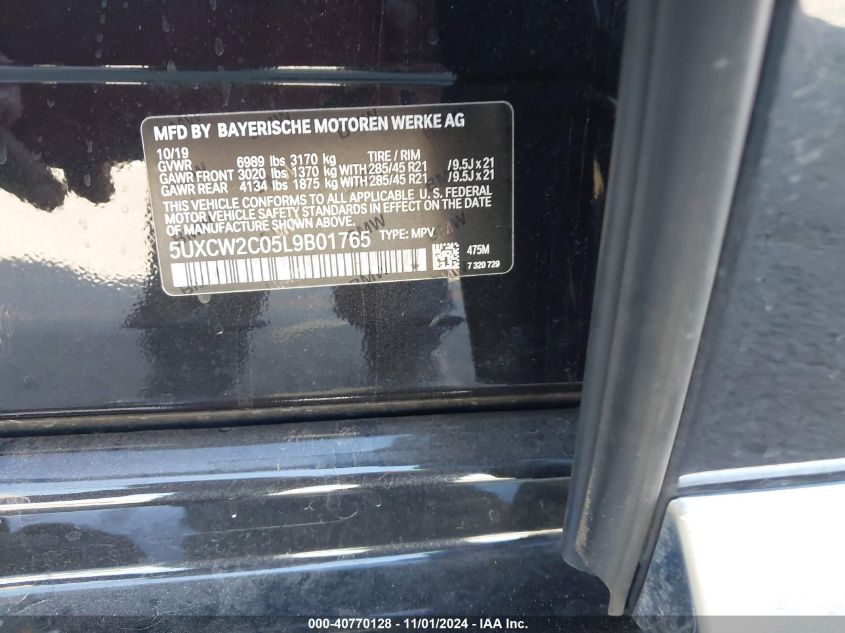 MFD BY BAYERISCHE MOTOREN WERKE AG
10/19 TIRE / RIM
GVWR 6989 lbs 3170 kg
GAWR FRONT 3020 lbs 1370 kg WITH 285/45 R21 /9.5J x 21
GAWR REAR 4134 lbs 1875 kg WITH 285/45 R21 /9.5J x 21
THIS VEHICLE CONFORMS TO ALL APPLICABLE U. S. FEDERAL
MOTOR VEHICLE SAFETY STANDARDS IN EFFECT ON THE DATE
OF MANUFACTURE SHOWN ABOVE.
5UXCW2C05L9B01765 TYPE: MPV
475M
7 320 729
000-40770128 - 11/01/2024 - IAA Inc.